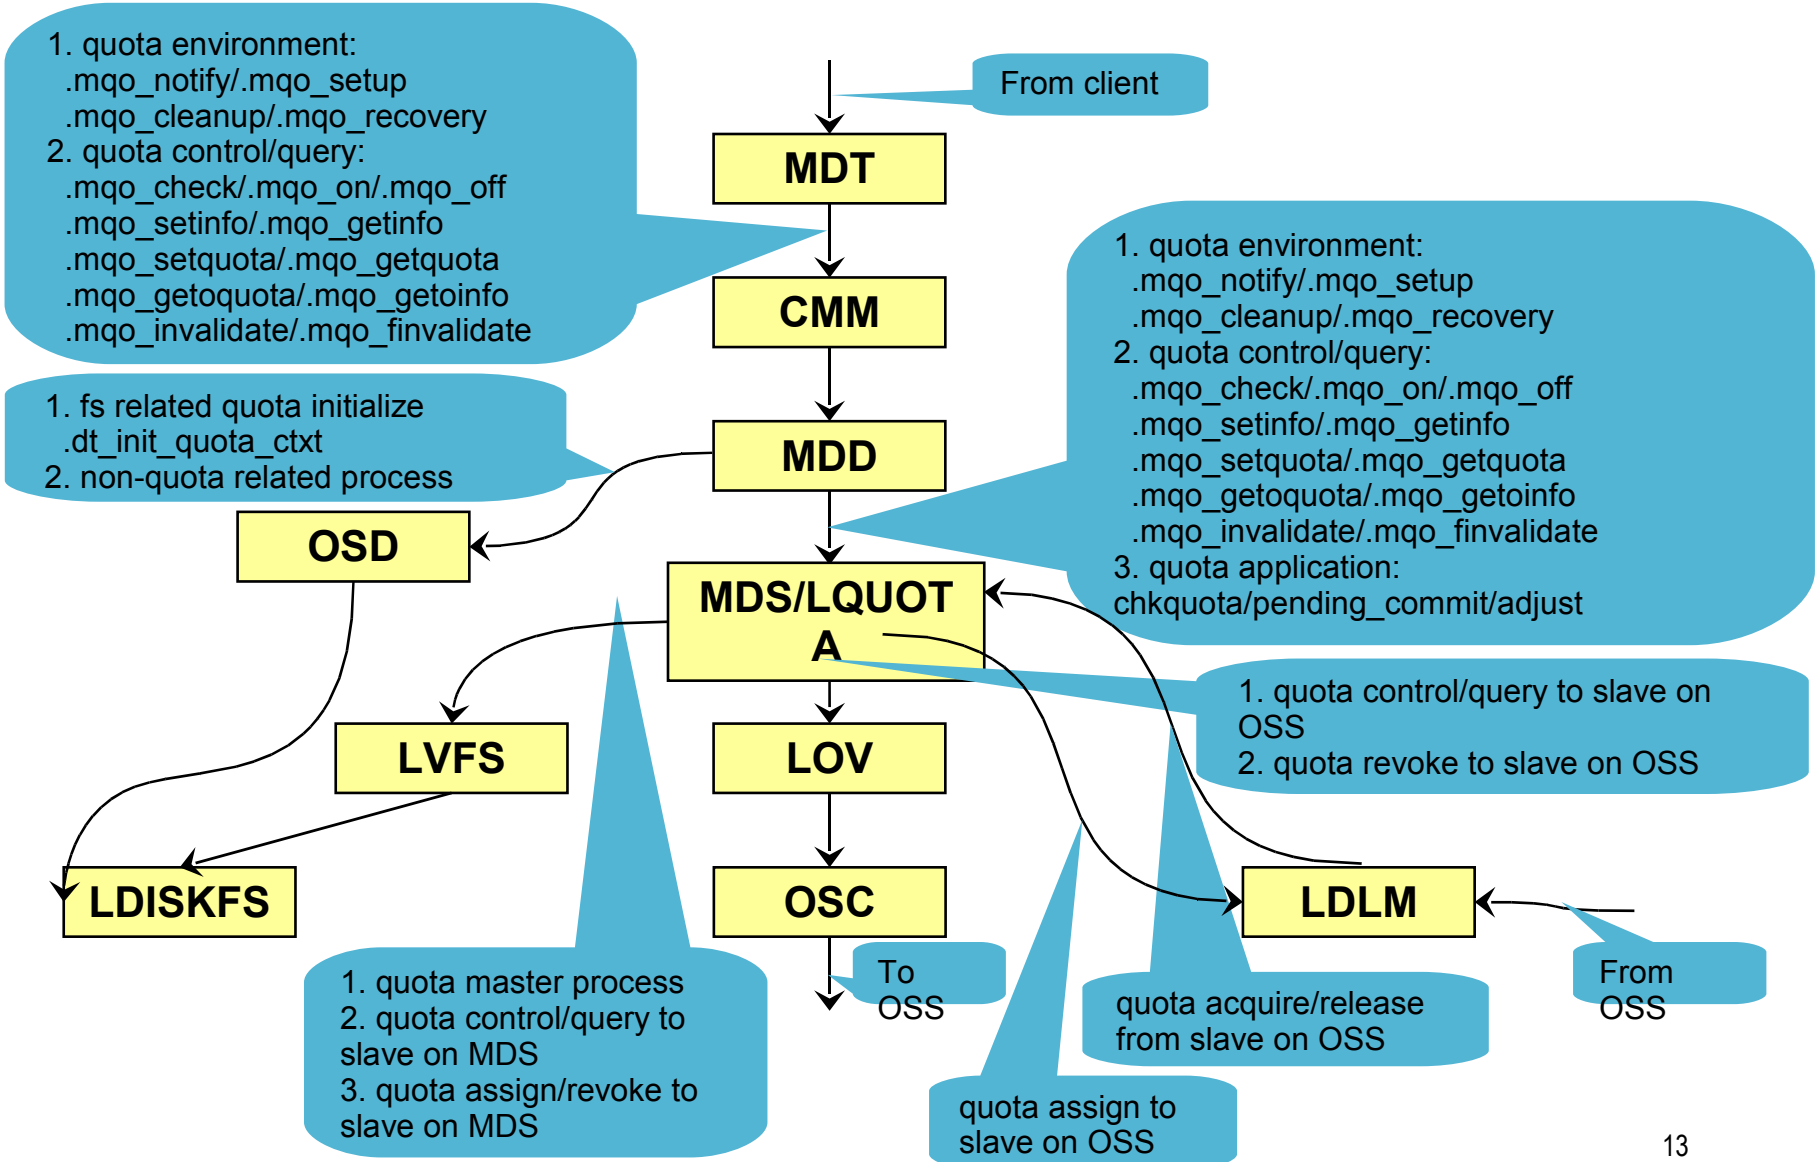 1. quota environment:
.mqo_notify/.mqo_setup
.mqo_cleanup/.mqo_recovery
2. quota control/query:
.mqo_check/.mqo_on/.mqo_off
.mqo_setinfo/.mqo_getinfo
.mqo_setquota/.mqo_getquota
.mqo_getoquota/.mqo_getoinfo
.mqo_invalidate/.mqo_finvalidate
From client
MDT
CMM
1. quota environment:
.mqo_notify/.mqo_setup
.mqo_cleanup/.mqo_recovery
2. quota control/query:
.mqo_check/.mqo_on/.mqo_off
.mqo_setinfo/.mqo_getinfo
.mqo_setquota/.mqo_getquota
.mqo_getoquota/.mqo_getoinfo
.mqo_invalidate/.mqo_finvalidate
3. quota application:
chkquota/pending_commit/adjust
1. fs related quota initialize
.dt_init_quota_ctxt
2. non-quota related process
MDD
OSD
MDS/LQUOT
A
1. quota control/query to slave on
OSS
2. quota revoke to slave on OSS
LVFS
LOV
LDISKFS
OSC
LDLM
1. quota master process
2. quota control/query to
slave on MDS
3. quota assign/revoke to
slave on MDS
To
OSS
quota acquire/release
from slave on OSS
From
OSS
quota assign to
slave on OSS
13